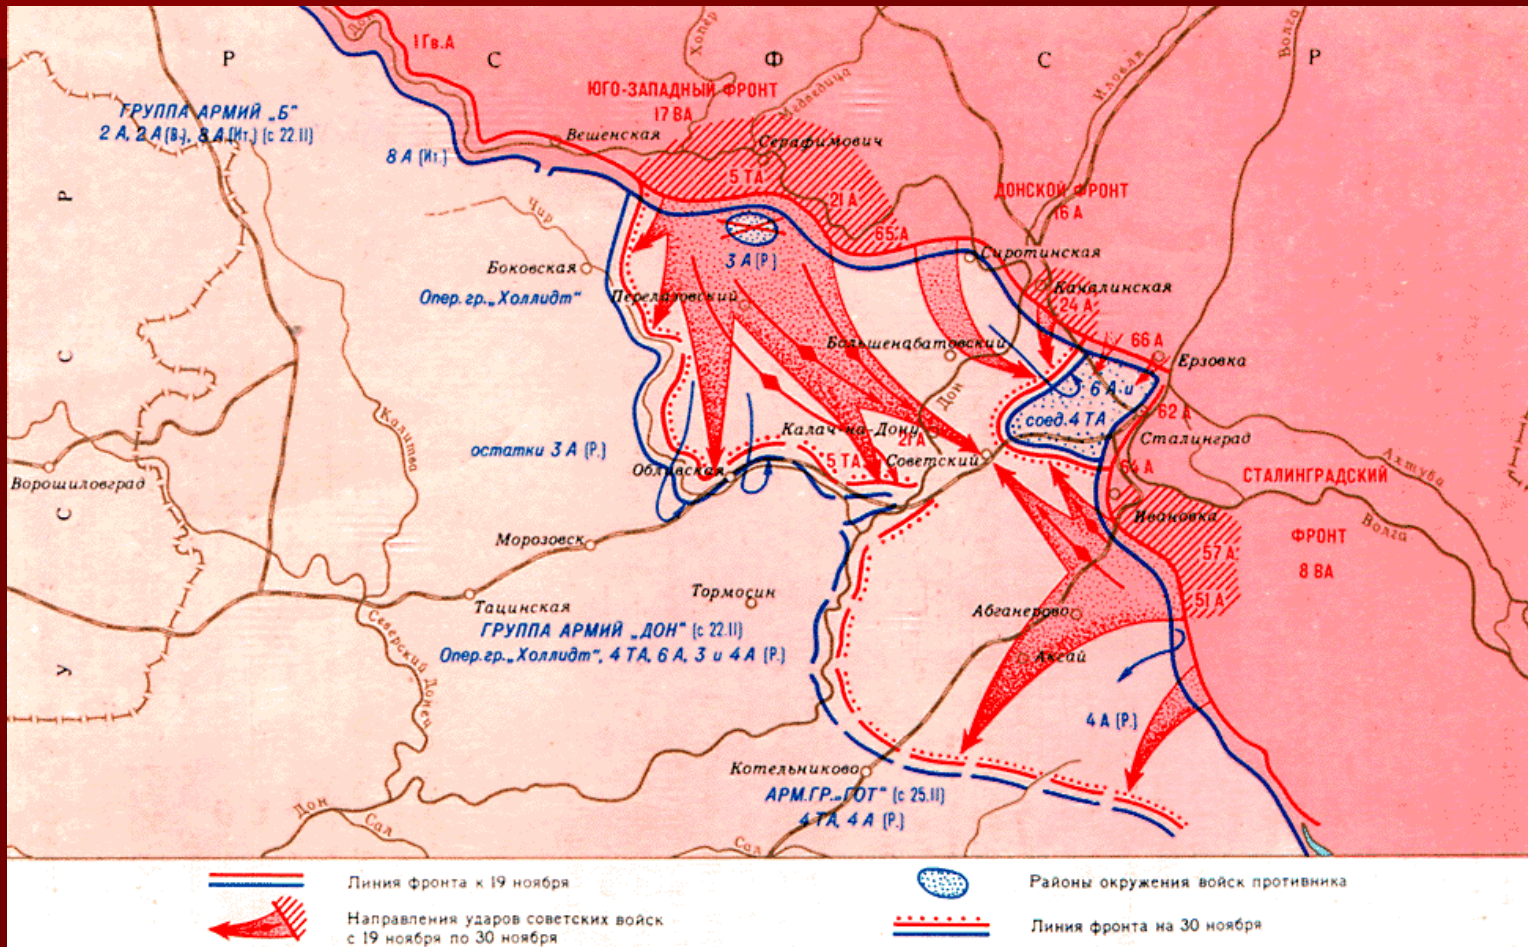 Р С Ф С Р
У С С Р
Дон
Хопер
Медведица
Иловля
Волга
1 Гв.А
ЮГО-ЗАПАДНЫЙ ФРОНТ
17 ВА
ГРУППА АРМИЙ „Б"
2 А, 2 А (В.), 8 А (Ит.) (с 22.11)
Вешенская
Серафимович
8 А (Ит.)
5 ТА
21 А
65 А
ДОНСКОЙ ФРОНТ
16 А
Чир
3 А (Р)
Сиротинская
Боковская
Качалинская
24 А
Опер. гр. „Холлидт"
Перелазовский
Большенабатовский
66 А
Ерзовка
Дон
6 А и
соед. 4 ТА
62 А
Калитва
Калач-на-Дону
21 А
Сталинград
остатки 3 А (Р.)
Обливская
5 ТА
Советский
64 А
СТАЛИНГРАДСКИЙ
Ахтуба
Ворошиловград
Ивановка
Волга
ФРОНТ
8 ВА
Морозовск
57 А
51 А
Тормосин
Тацинская
Абганерово
ГРУППА АРМИЙ „ДОН" (с 22.11)
Опер.гр. „Холлидт", 4 ТА, 6 А, 3 и 4 А (Р.)
Северский Донец
Аксай
4 А (Р.)
Котельниково
АРМ.ГР. „ГОТ" (с 25.11)
4 ТА, 4 А (Р.)
Дон
Сал
Сал
Линия фронта к 19 ноября
Районы окружения войск противника
Направления ударов советских войск
с 19 ноября по 30 ноября
Линия фронта на 30 ноября